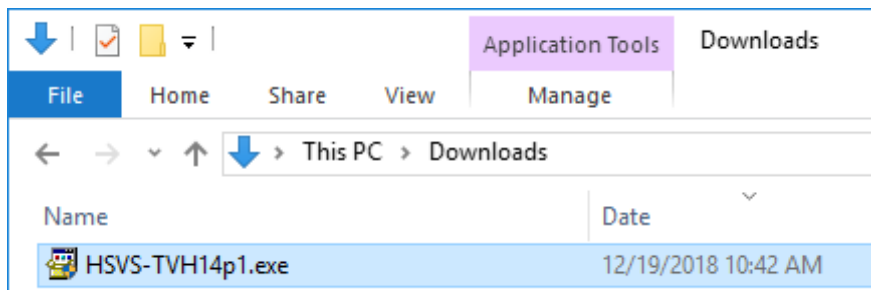 Application Tools Downloads
File Home Share View Manage
This PC > Downloads
Name Date
HSVS-TVH14p1.exe 12/19/2018 10:42 AM